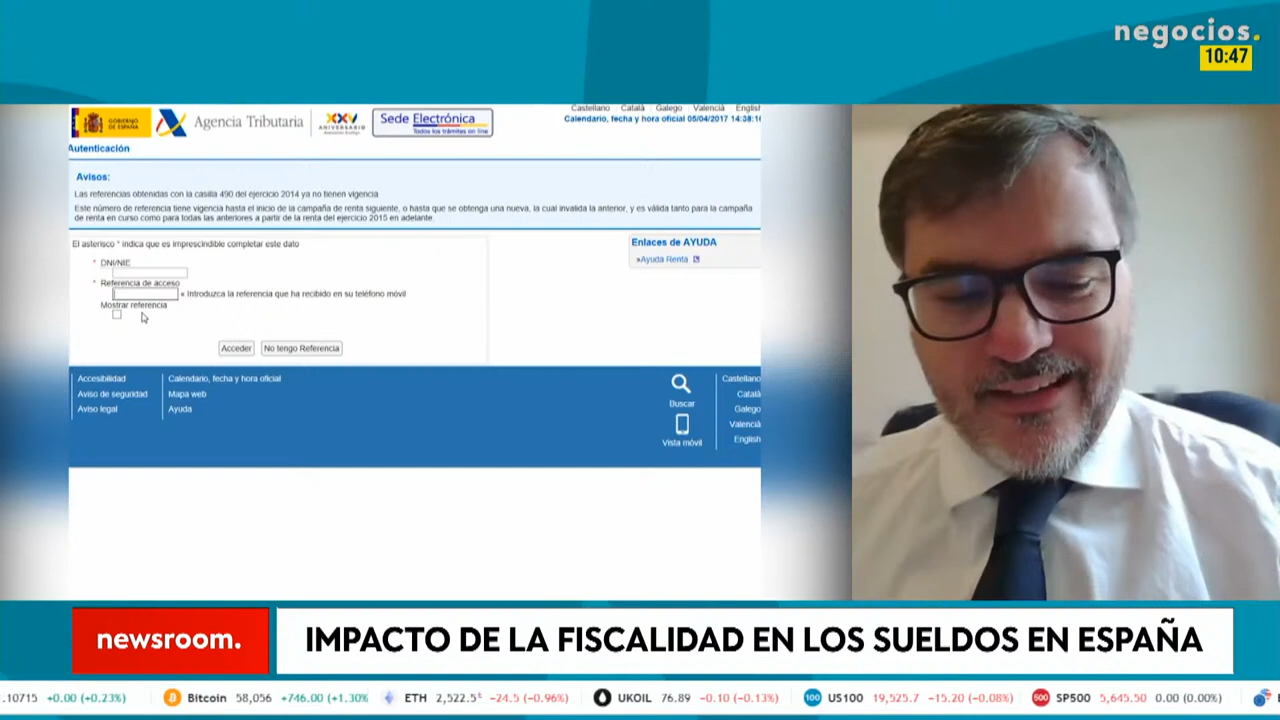 negocios.
10:47
GOBIERNO DE ESPAÑA
Agencia Tributaria
XXV
ANIVERSARIO
Sede Electrónica
Todos los trámites on line
Castellano Català Galego Valencià English
Calendario, fecha y hora oficial 05/04/2017 14:38:1
Autenticación
Avisos:
Las referencias obtenidas con la casilla 490 del ejercicio 2014 ya no tienen vigencia
Este número de referencia tiene vigencia hasta el inicio de la campaña de renta siguiente, o hasta que se obtenga una nueva, la cual invalida la anterior, y es válida tanto para la campaña
de renta en curso como para todas las anteriores a partir de la renta del ejercicio 2015 en adelante.
El asterisco * indica que es imprescindible completar este dato
* DNI/NIE
* Referencia de acceso
« Introduzca la referencia que ha recibido en su teléfono móvil
Mostrar referencia
Acceder No tengo Referencia
Enlaces de AYUDA
»Ayuda Renta
Accesibilidad
Aviso de seguridad
Aviso legal
Calendario, fecha y hora oficial
Mapa web
Ayuda
Buscar
Vista móvil
Castellano
Català
Galego
Valencià
English
newsroom.
IMPACTO DE LA FISCALIDAD EN LOS SUELDOS EN ESPAÑA
.10715 +0.00 (+0.23%) Bitcoin 58,056 +746.00 (+1.30% ETH 2,522.5 -24.5 (-0.96%) UKOIL 76.89 -0.10 (-0.13%) 100 US100 19,525.7 -15.20 (-0.08%) 500 SP500 5,645.50 0.00 (0.00%)